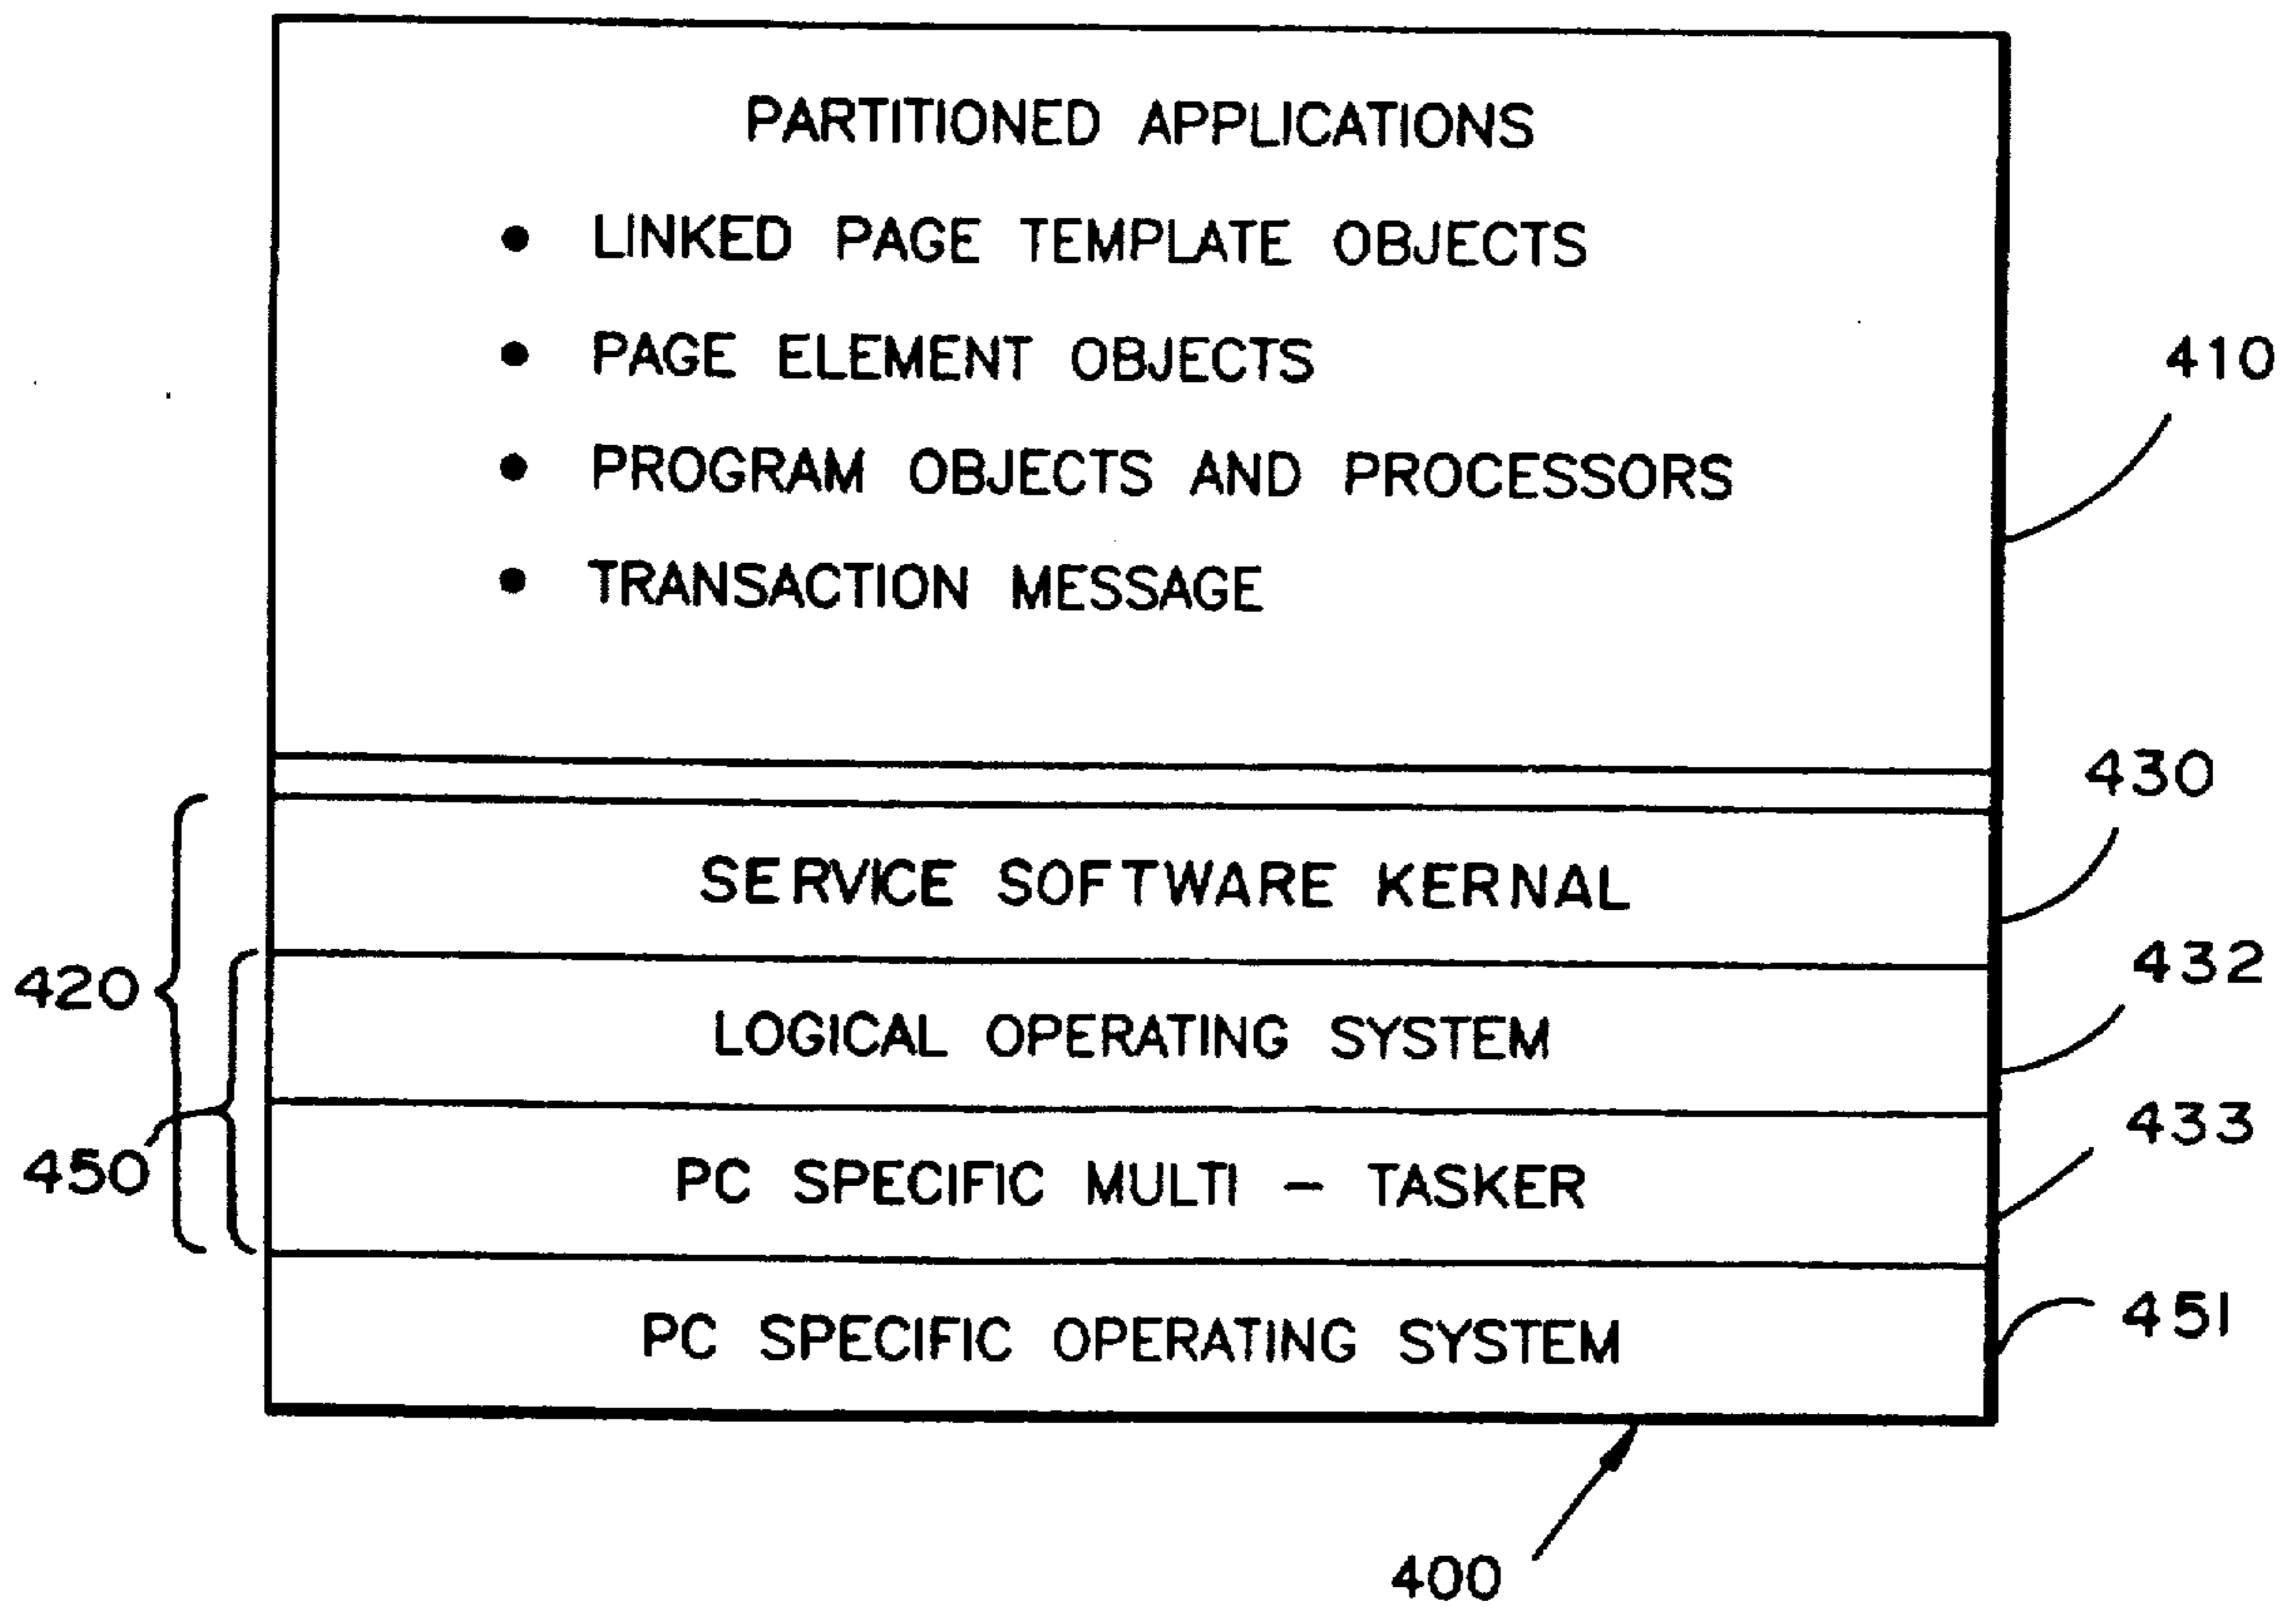 PARTITIONED APPLICATIONS
• LINKED PAGE TEMPLATE OBJECTS
• PAGE ELEMENT OBJECTS
410
• PROGRAM OBJECTS AND PROCESSORS
• TRANSACTION MESSAGE
430
SERVICE SOFTWARE KERNAL
432
420
LOGICAL OPERATING SYSTEM
433
450
PC SPECIFIC MULTI - TASKER
451
PC SPECIFIC OPERATING SYSTEM
400